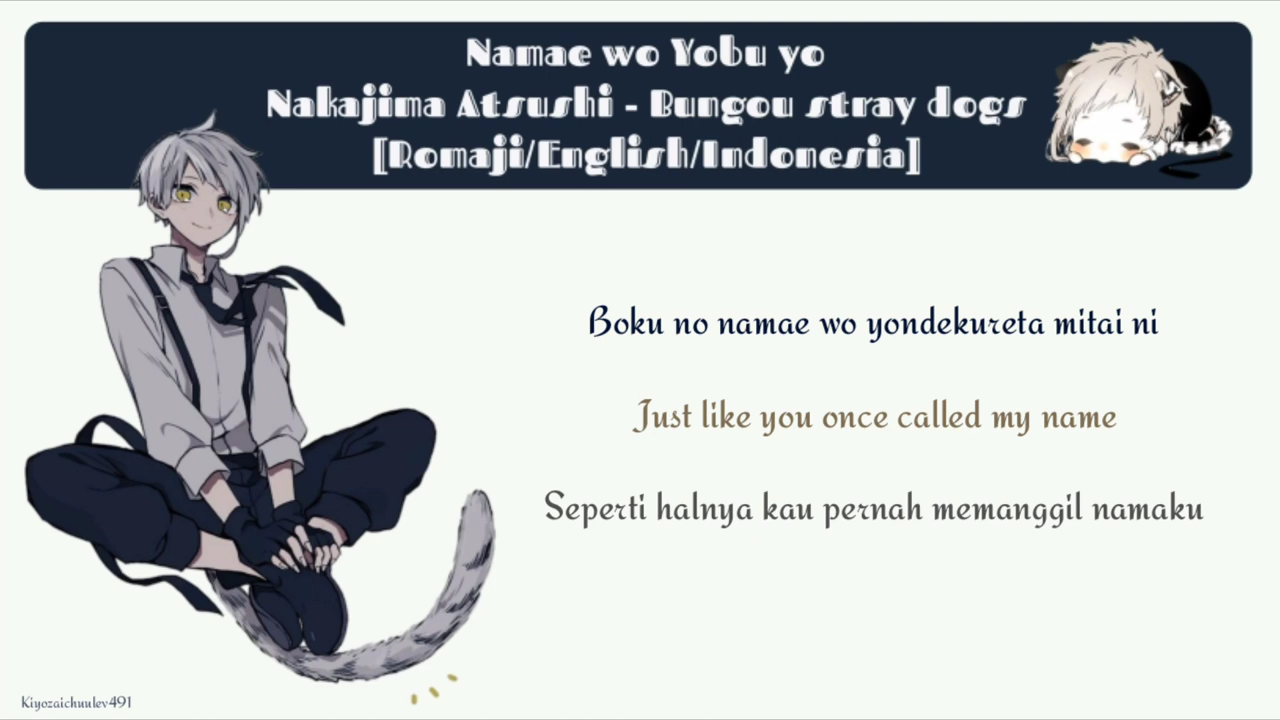 Namae wo Yobu yo
Nakajima Atsushi - Bungou stray dogs
[Romaji/English/Indonesia]
Boku no namae wo yondekureta mitai ni
Just like you once called my name
Seperti halnya kau pernah memanggil namaku
Kiyozaichuulev491